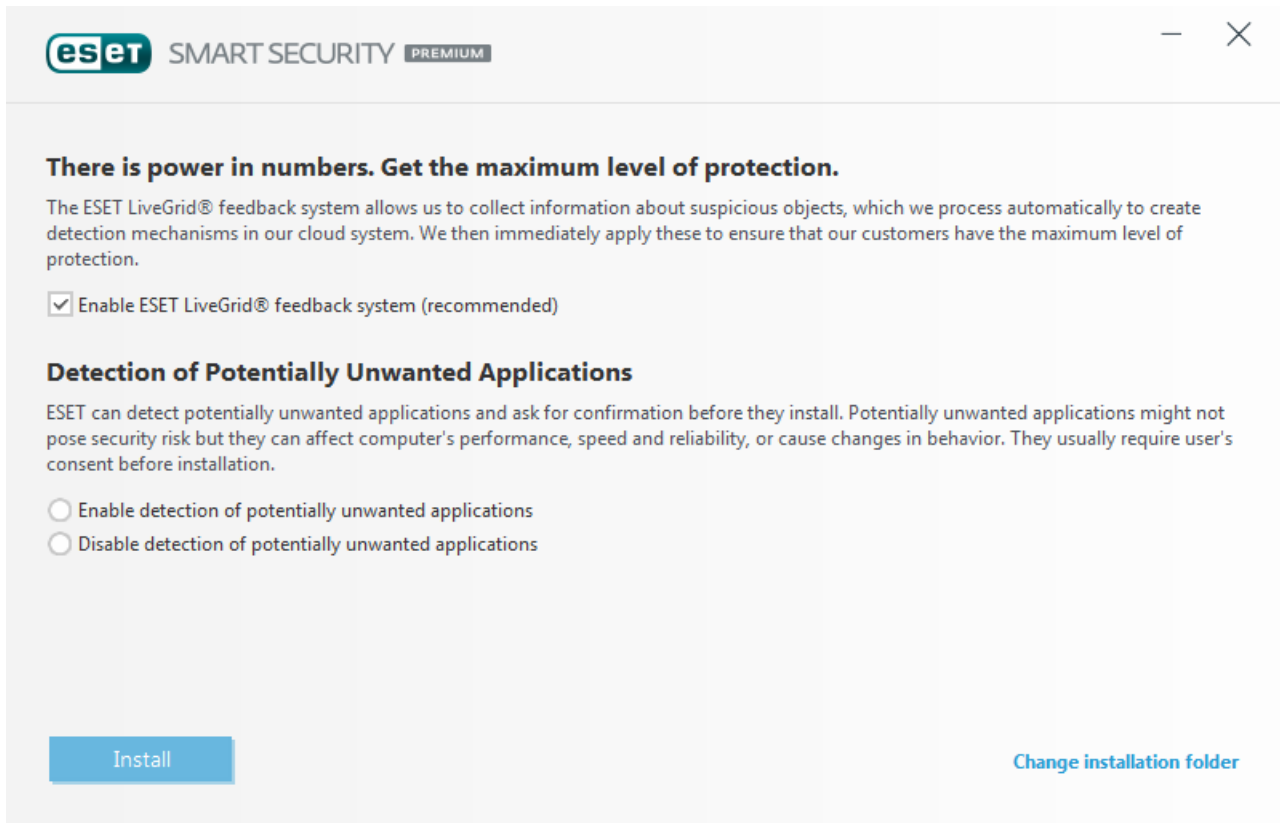 eset SMART SECURITY PREMIUM
There is power in numbers. Get the maximum level of protection.
The ESET LiveGrid® feedback system allows us to collect information about suspicious objects, which we process automatically to create
detection mechanisms in our cloud system. We then immediately apply these to ensure that our customers have the maximum level of
protection.
Enable ESET LiveGrid® feedback system (recommended)
Detection of Potentially Unwanted Applications
ESET can detect potentially unwanted applications and ask for confirmation before they install. Potentially unwanted applications might not
pose security risk but they can affect computer's performance, speed and reliability, or cause changes in behavior. They usually require user's
consent before installation.
Enable detection of potentially unwanted applications
Disable detection of potentially unwanted applications
Install
Change installation folder